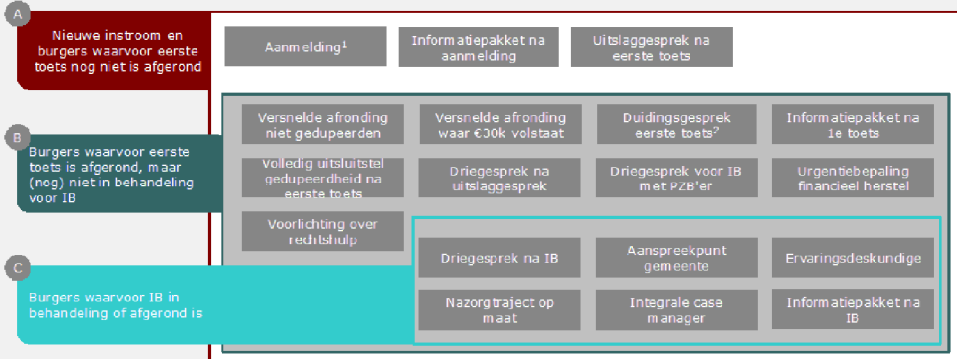 A
Nieuwe instroom en
burgers waarvoor eerste
toets nog niet is afgerond
Aanmelding¹
Informatiepakket na
aanmelding
Uitslaggesprek na
eerste toets
B
Burgers waarvoor eerste
toets is afgerond, maar
(nog) niet in behandeling
voor IB
Versnelde afronding
niet gedupeerden
Versnelde afronding
waar €30k volstaat
Duidingsgesprek
eerste toets²
Informatiepakket na
1e toets
Volledig uitsluitstel
gedupeerdheid na
eerste toets
Driegesprek na
uitslaggesprek
Driegesprek voor IB
met PZB'er
Urgentiebepaling
financieel herstel
Voorlichting over
rechtshulp
C
Burgers waarvoor IB in
behandeling of afgerond is
Driegesprek na IB
Aanspreekpunt
gemeente
Ervaringsdeskundige
Nazorgtraject op
maat
Integrale case
manager
Informatiepakket na
IB